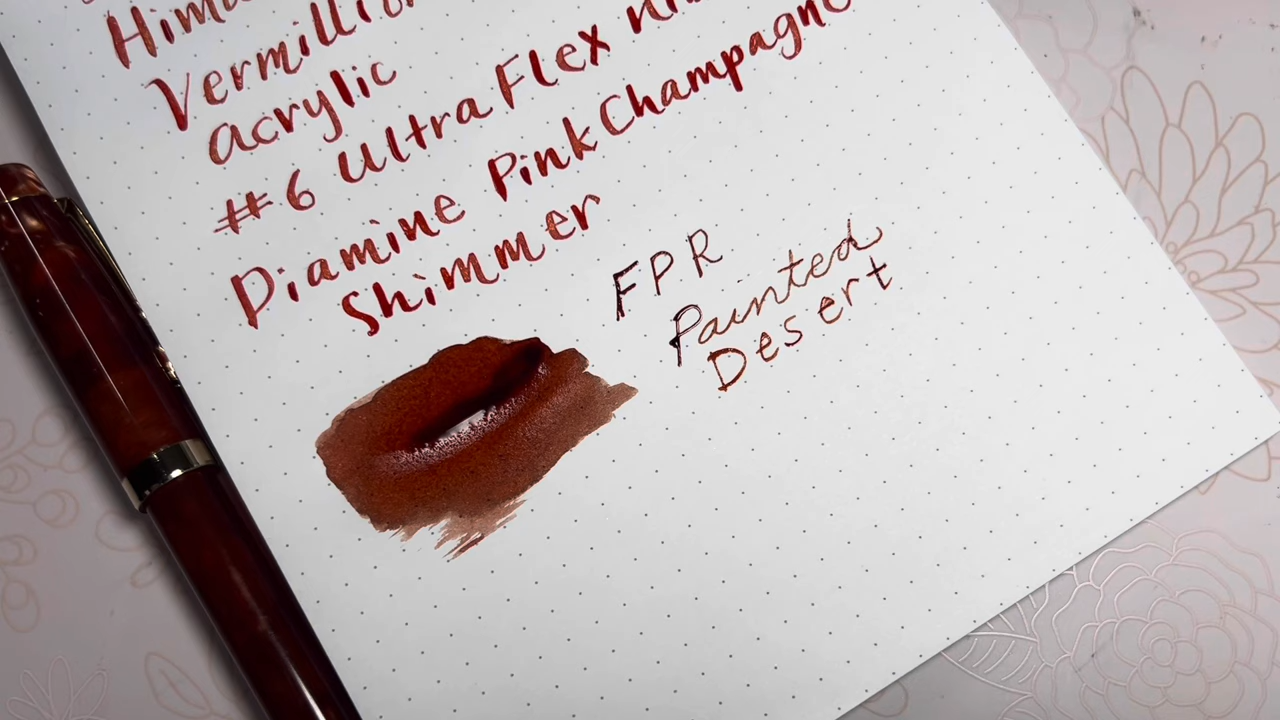 Vermillion
acrylic
#6 Ultra Flex
Diamine Pink Champagne
Shimmer
FPR
Painted
Desert